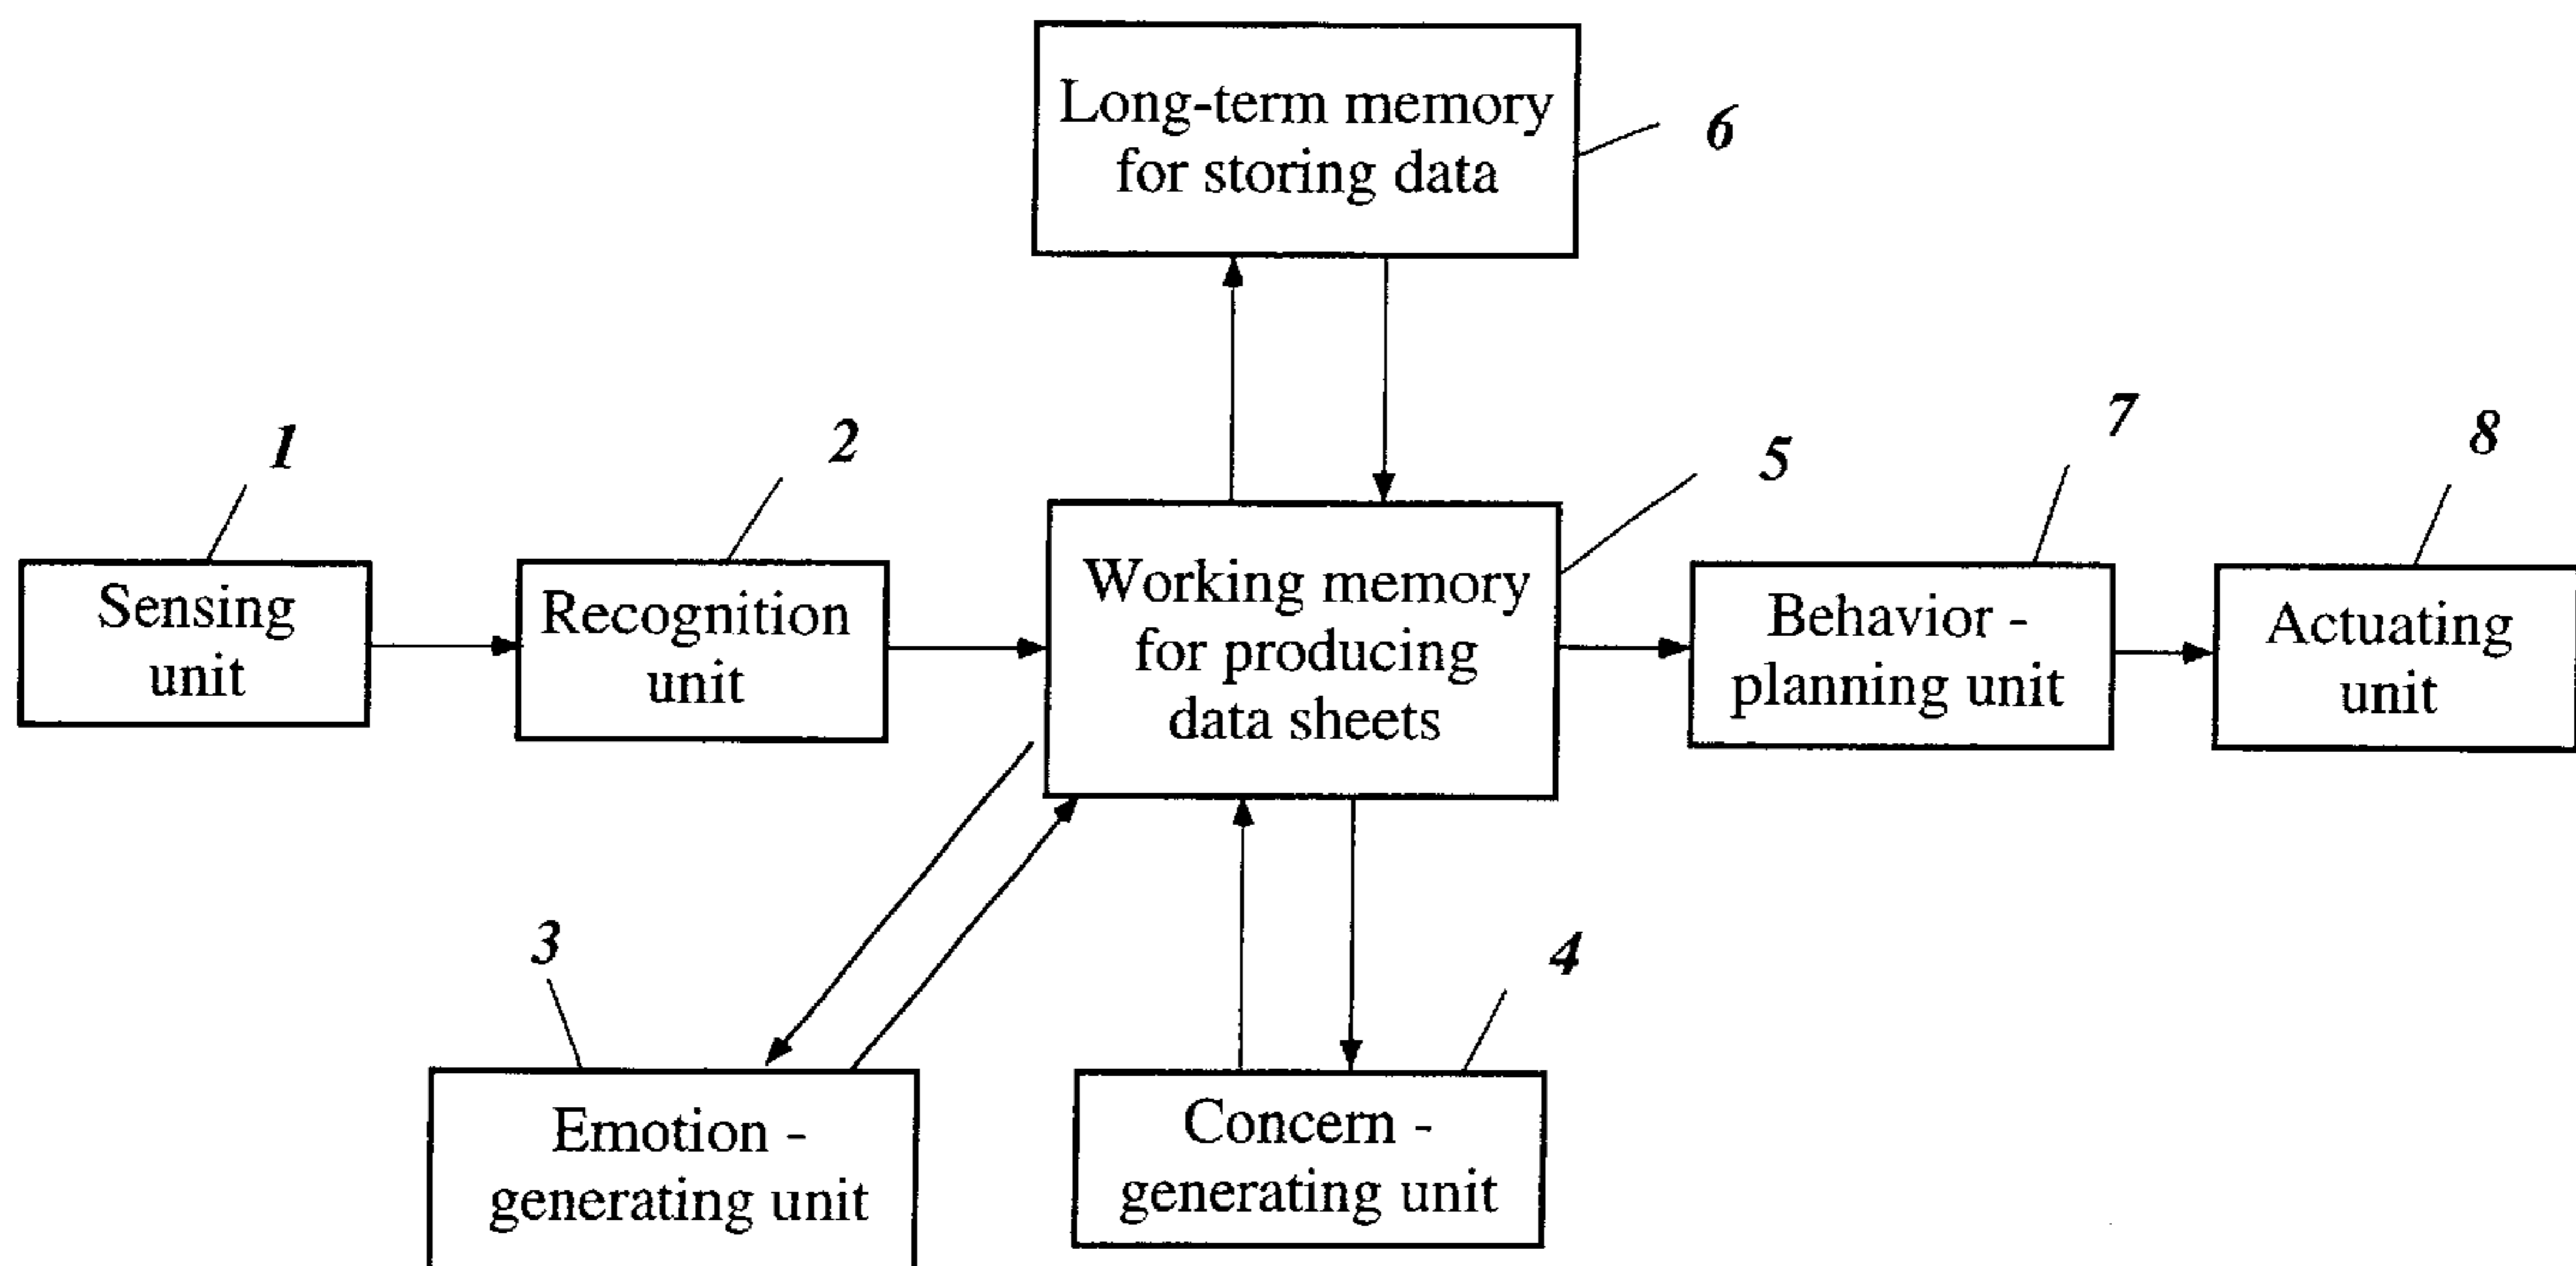 Long-term memory
for storing data
6
1
2
5
7
8
Sensing
unit
Recognition
unit
Working memory
for producing
data sheets
Behavior -
planning unit
Actuating
unit
3
4
Emotion -
generating unit
Concern -
generating unit